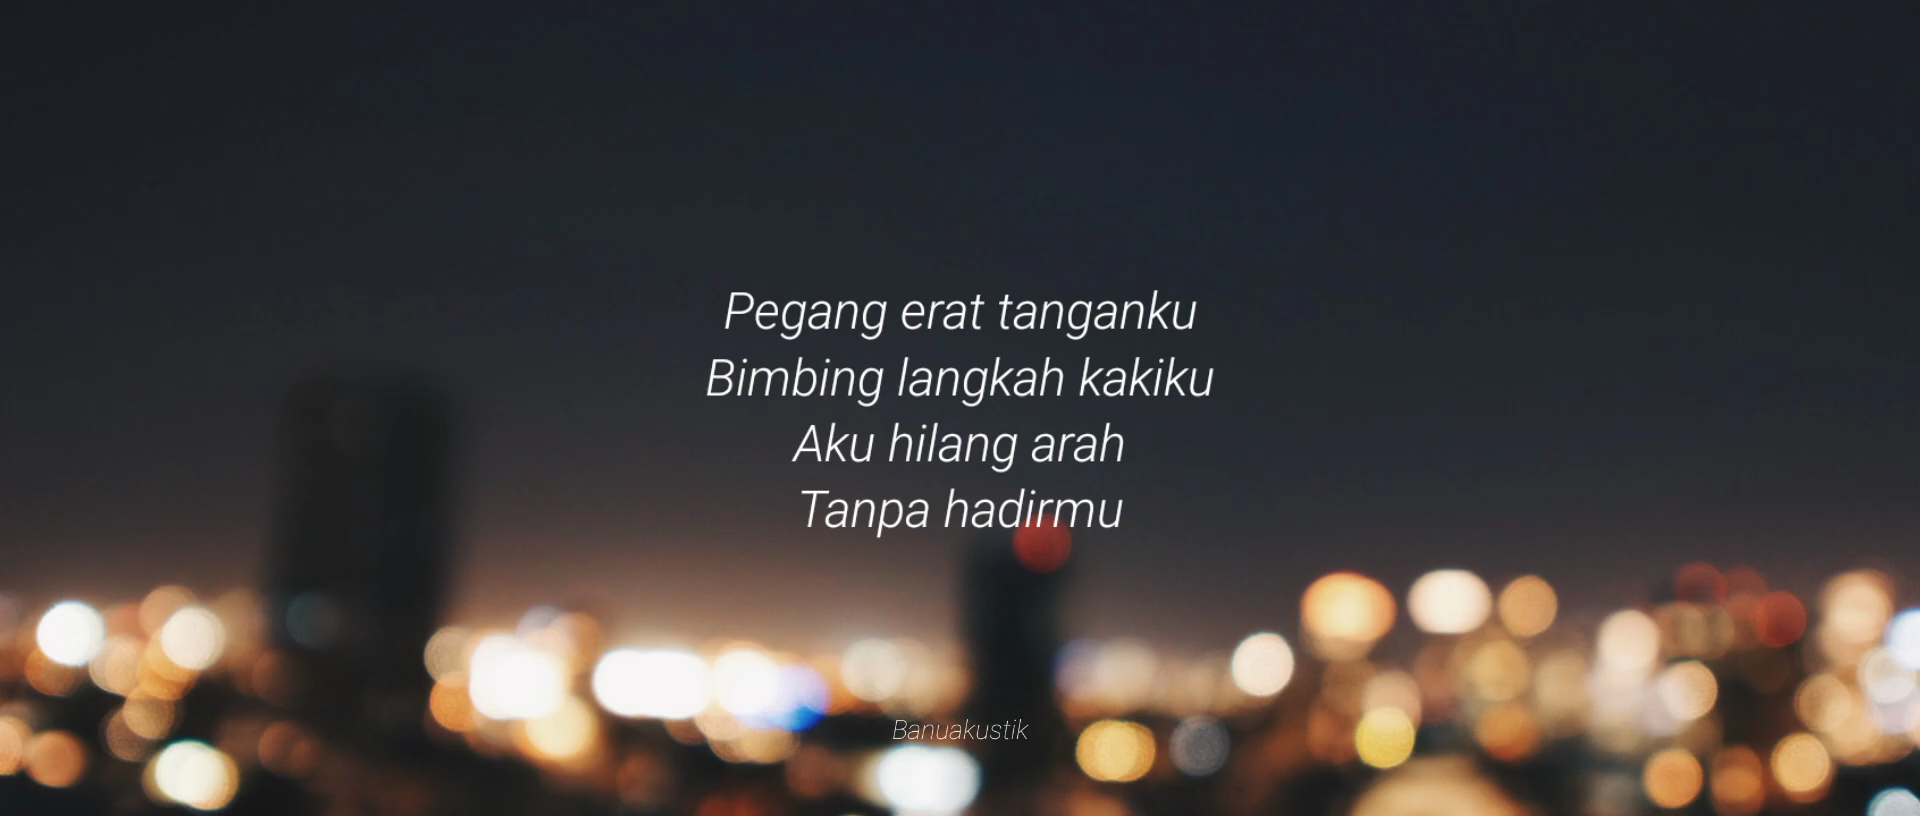 Pegang erat tanganku
Bimbing langkah kakiku
Aku hilang arah
Tanpa hadirmu
Banuakustik